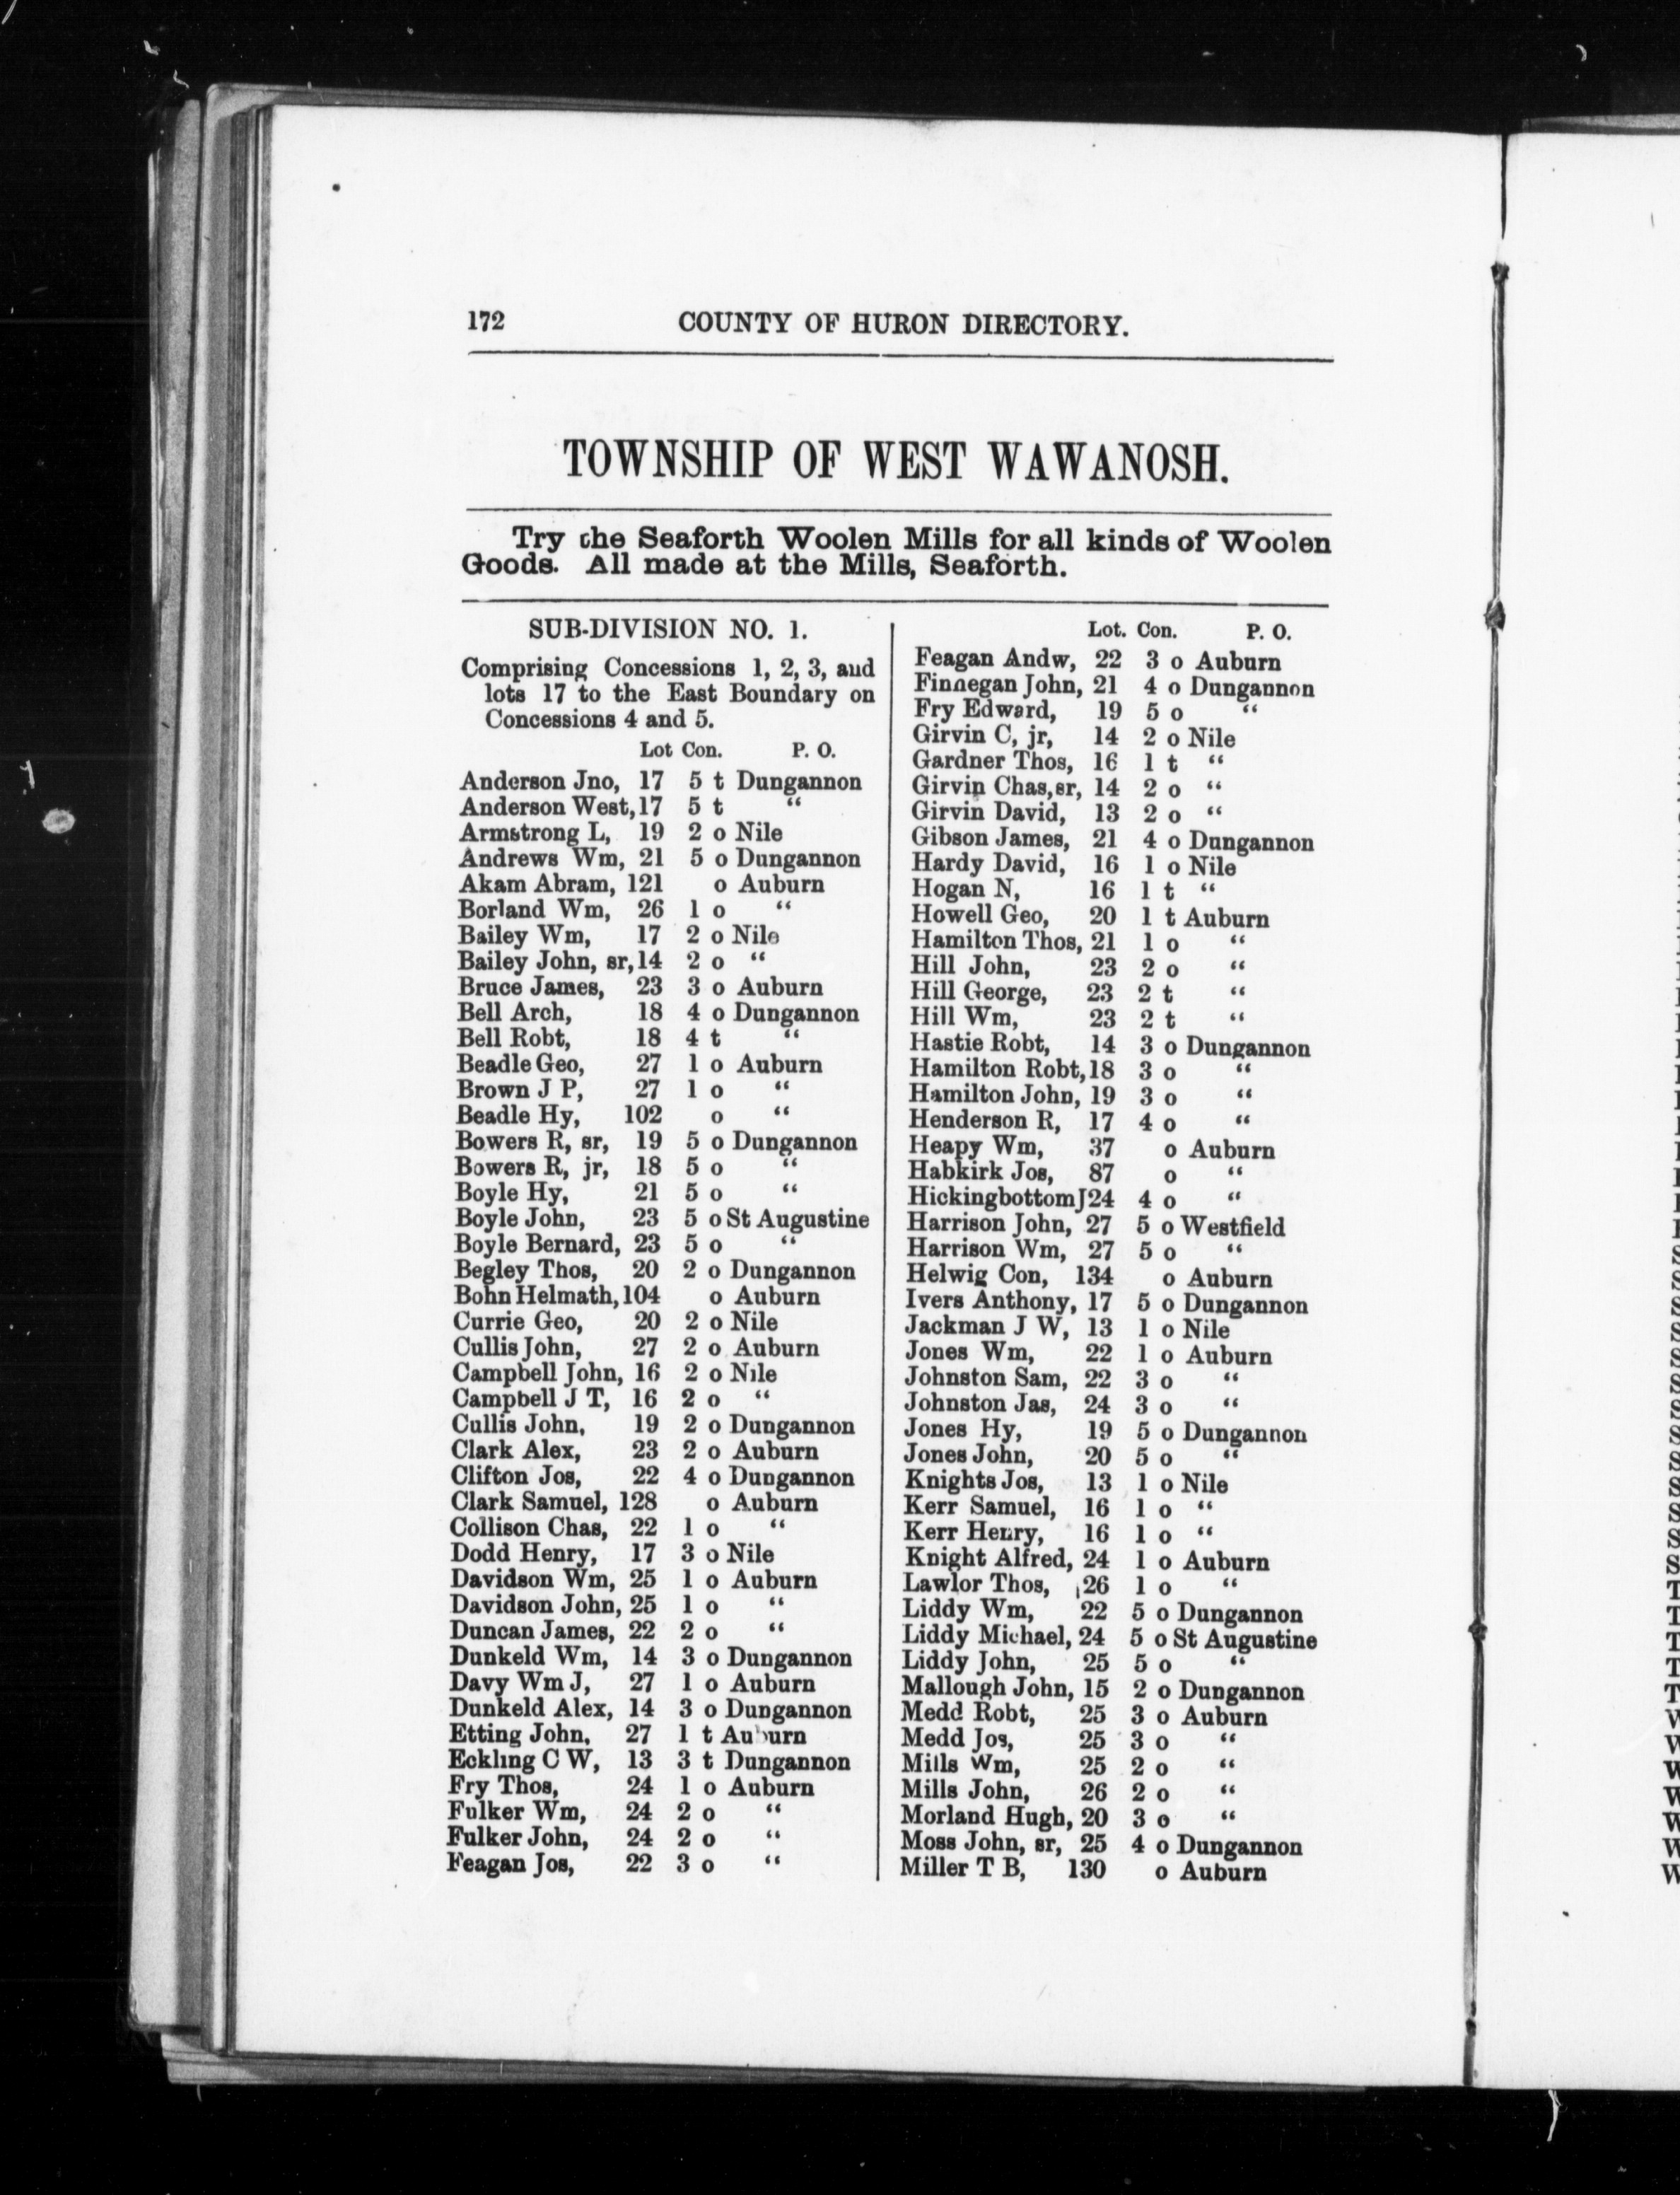 172 COUNTY OF HURON DIRECTORY.
TOWNSHIP OF WEST WAWANOSH.
Try the Seaforth Woolen Mills for all kinds of Woolen
Goods. All made at the Mills, Seaforth.
SUB-DIVISION NO. 1.
Comprising Concessions 1, 2, 3, and
lots 17 to the East Boundary on
Concessions 4 and 5.
Lot Con. P. O.
Anderson Jno, 17 5 t Dungannon
Anderson West, 17 5 t “
Armstrong L, 19 2 o Nile
Andrews Wm, 21 5 o Dungannon
Akam Abram, 121 o Auburn
Borland Wm, 26 1 o “
Bailey Wm, 17 2 o Nile
Bailey John, sr, 14 2 o “
Bruce James, 23 3 o Auburn
Bell Arch, 18 4 o Dungannon
Bell Robt, 18 4 t “
Beadle Geo, 27 1 o Auburn
Brown J P, 27 1 o “
Beadle Hy, 102 o “
Bowers R, sr, 19 5 o Dungannon
Bowers R, jr, 18 5 o “
Boyle Hy, 21 5 o “
Boyle John, 23 5 o St Augustine
Boyle Bernard, 23 5 o “
Begley Thos, 20 2 o Dungannon
Bohn Helmath, 104 o Auburn
Currie Geo, 20 2 o Nile
Cullis John, 27 2 o Auburn
Campbell John, 16 2 o Nile
Campbell J T, 16 2 o “
Cullis John, 19 2 o Dungannon
Clark Alex, 23 2 o Auburn
Clifton Jos, 22 4 o Dungannon
Clark Samuel, 128 o Auburn
Collison Chas, 22 1 o “
Dodd Henry, 17 3 o Nile
Davidson Wm, 25 1 o Auburn
Davidson John, 25 1 o “
Duncan James, 22 2 o “
Dunkeld Wm, 14 3 o Dungannon
Davy Wm J, 27 1 o Auburn
Dunkeld Alex, 14 3 o Dungannon
Etting John, 27 1 t Auburn
Eckling C W, 13 3 t Dungannon
Fry Thos, 24 1 o Auburn
Fulker Wm, 24 2 o “
Fulker John, 24 2 o “
Feagan Jos, 22 3 o “
Lot. Con. P. O.
Feagan Andw, 22 3 o Auburn
Finnegan John, 21 4 o Dungannon
Fry Edward, 19 5 o “
Girvin C, jr, 14 2 o Nile
Gardner Thos, 16 1 t “
Girvin Chas, sr, 14 2 o “
Girvin David, 13 2 o “
Gibson James, 21 4 o Dungannon
Hardy David, 16 1 o Nile
Hogan N, 16 1 t “
Howell Geo, 20 1 t Auburn
Hamilton Thos, 21 1 o “
Hill John, 23 2 o “
Hill George, 23 2 t “
Hill Wm, 23 2 t “
Hastie Robt, 14 3 o Dungannon
Hamilton Robt, 18 3 o “
Hamilton John, 19 3 o “
Henderson R, 17 4 o “
Heapy Wm, 37 o Auburn
Habkirk Jos, 87 o “
Hickingbottom J 24 4 o “
Harrison John, 27 5 o Westfield
Harrison Wm, 27 5 o “
Helwig Con, 134 o Auburn
Ivers Anthony, 17 5 o Dungannon
Jackman J W, 13 1 o Nile
Jones Wm, 22 1 o Auburn
Johnston Sam, 22 3 o “
Johnston Jas, 24 3 o “
Jones Hy, 19 5 o Dungannon
Jones John, 20 5 o “
Knights Jos, 13 1 o Nile
Kerr Samuel, 16 1 o “
Kerr Henry, 16 1 o “
Knight Alfred, 24 1 o Auburn
Lawlor Thos, 26 1 o “
Liddy Wm, 22 5 o Dungannon
Liddy Michael, 24 5 o St Augustine
Liddy John, 25 5 o “
Mallough John, 15 2 o Dungannon
Medd Robt, 25 3 o Auburn
Medd Jos, 25 3 o “
Mills Wm, 25 2 o “
Mills John, 26 2 o “
Morland Hugh, 20 3 o “
Moss John, sr, 25 4 o Dungannon
Miller T B, 130 o Auburn